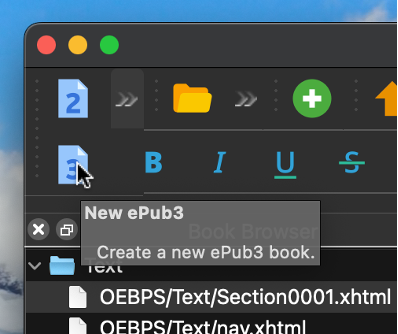 2
3
B I U S
New ePub3
Create a new ePub3 book.
Book Browser
Text
OEBPS/Text/Section0001.xhtml
OEBPS/Text/nav.xhtml